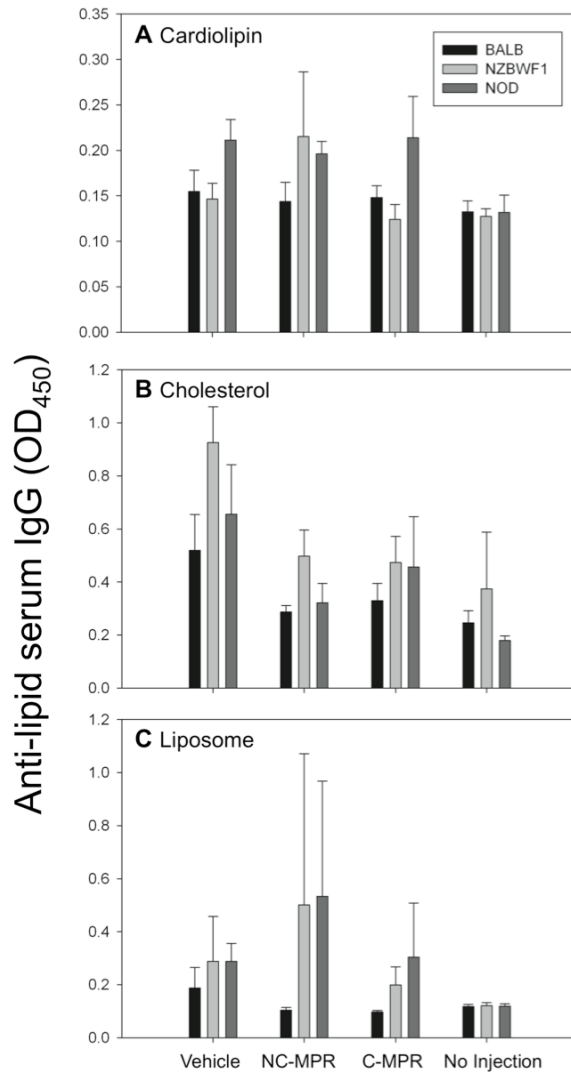 A Cardiolipin
BALB
NZBWF1
NOD
0.35
0.30
0.25
0.20
0.15
0.10
0.05
0.00
B Cholesterol
1.2
1.0
0.8
0.6
0.4
0.2
0.0
C Liposome
1.2
1.0
0.8
0.6
0.4
0.2
0.0
Anti-lipid serum IgG (OD450)
Vehicle NC-MPR C-MPR No Injection